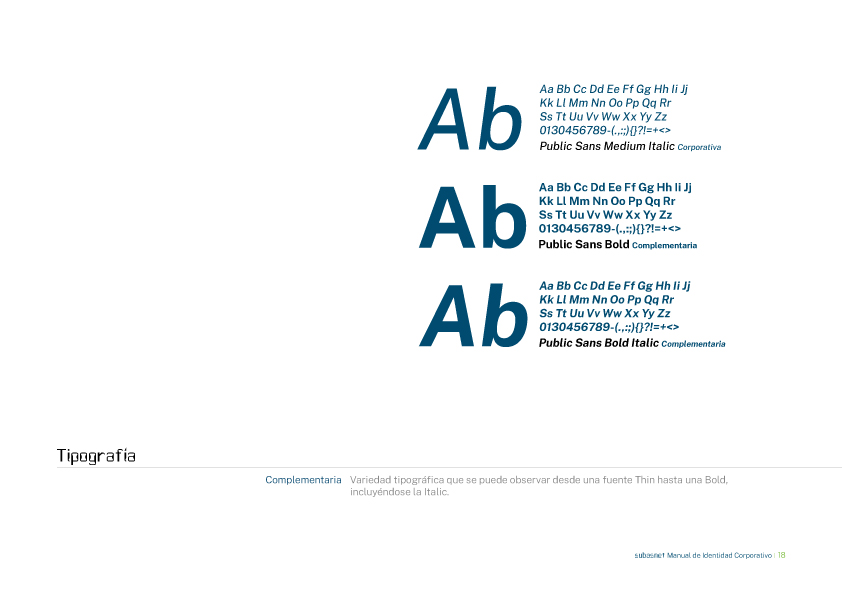 Ab
Aa Bb Cc Dd Ee Ff Gg Hh Ii Jj
Kk Ll Mm Nn Oo Pp Qq Rr
Ss Tt Uu Vv Ww Xx Yy Zz
0130456789-(.,:;){}?!=+<>
Public Sans Medium Italic Corporativa
Ab
Aa Bb Cc Dd Ee Ff Gg Hh Ii Jj
Kk Ll Mm Nn Oo Pp Qq Rr
Ss Tt Uu Vv Ww Xx Yy Zz
0130456789-(.,:;){}?!=+<>
Public Sans Bold Complementaria
Ab
Aa Bb Cc Dd Ee Ff Gg Hh Ii Jj
Kk Ll Mm Nn Oo Pp Qq Rr
Ss Tt Uu Vv Ww Xx Yy Zz
0130456789-(.,:;){}?!=+<>
Public Sans Bold Italic Complementaria
Tipografía
Complementaria Variedad tipográfica que se puede observar desde una fuente Thin hasta una Bold,
incluyéndose la Italic.
subasnet Manual de Identidad Corporativo | 18